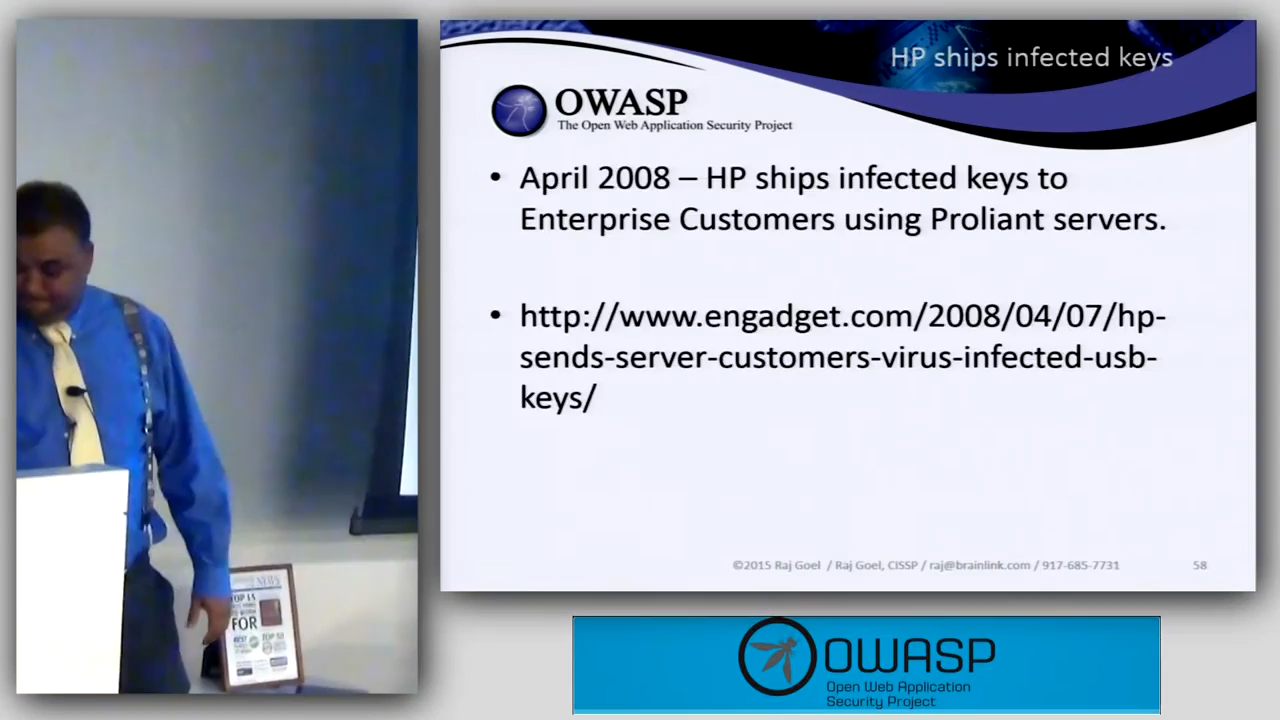 HP ships infected keys
OWASP
The Open Web Application Security Project
• April 2008 – HP ships infected keys to
Enterprise Customers using Proliant servers.
• http://www.engadget.com/2008/04/07/hp-
sends-server-customers-virus-infected-usb-
keys/
©2015 Raj Goel / Raj Goel, CISSP / raj@brainlink.com / 917-685-7731
58
NEWS
TOP 15
FOR
OWASP
Open Web Application
Security Project